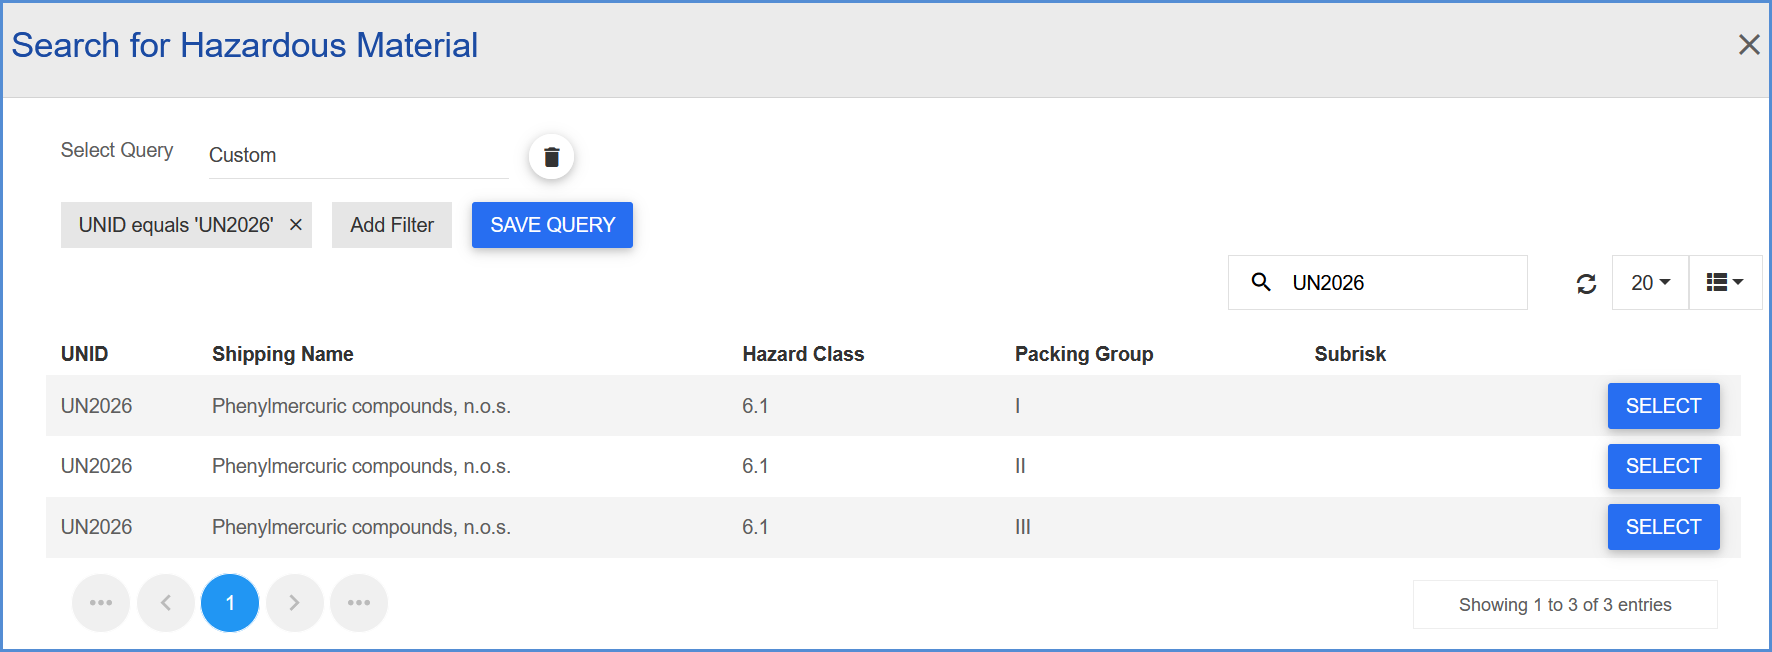 Search for Hazardous Material
Select Query Custom
UNID equals 'UN2026' × Add Filter SAVE QUERY
UN2026 20
UNID Shipping Name Hazard Class Packing Group Subrisk
UN2026 Phenylmercuric compounds, n.o.s. 6.1 I SELECT
UN2026 Phenylmercuric compounds, n.o.s. 6.1 II SELECT
UN2026 Phenylmercuric compounds, n.o.s. 6.1 III SELECT
1
Showing 1 to 3 of 3 entries